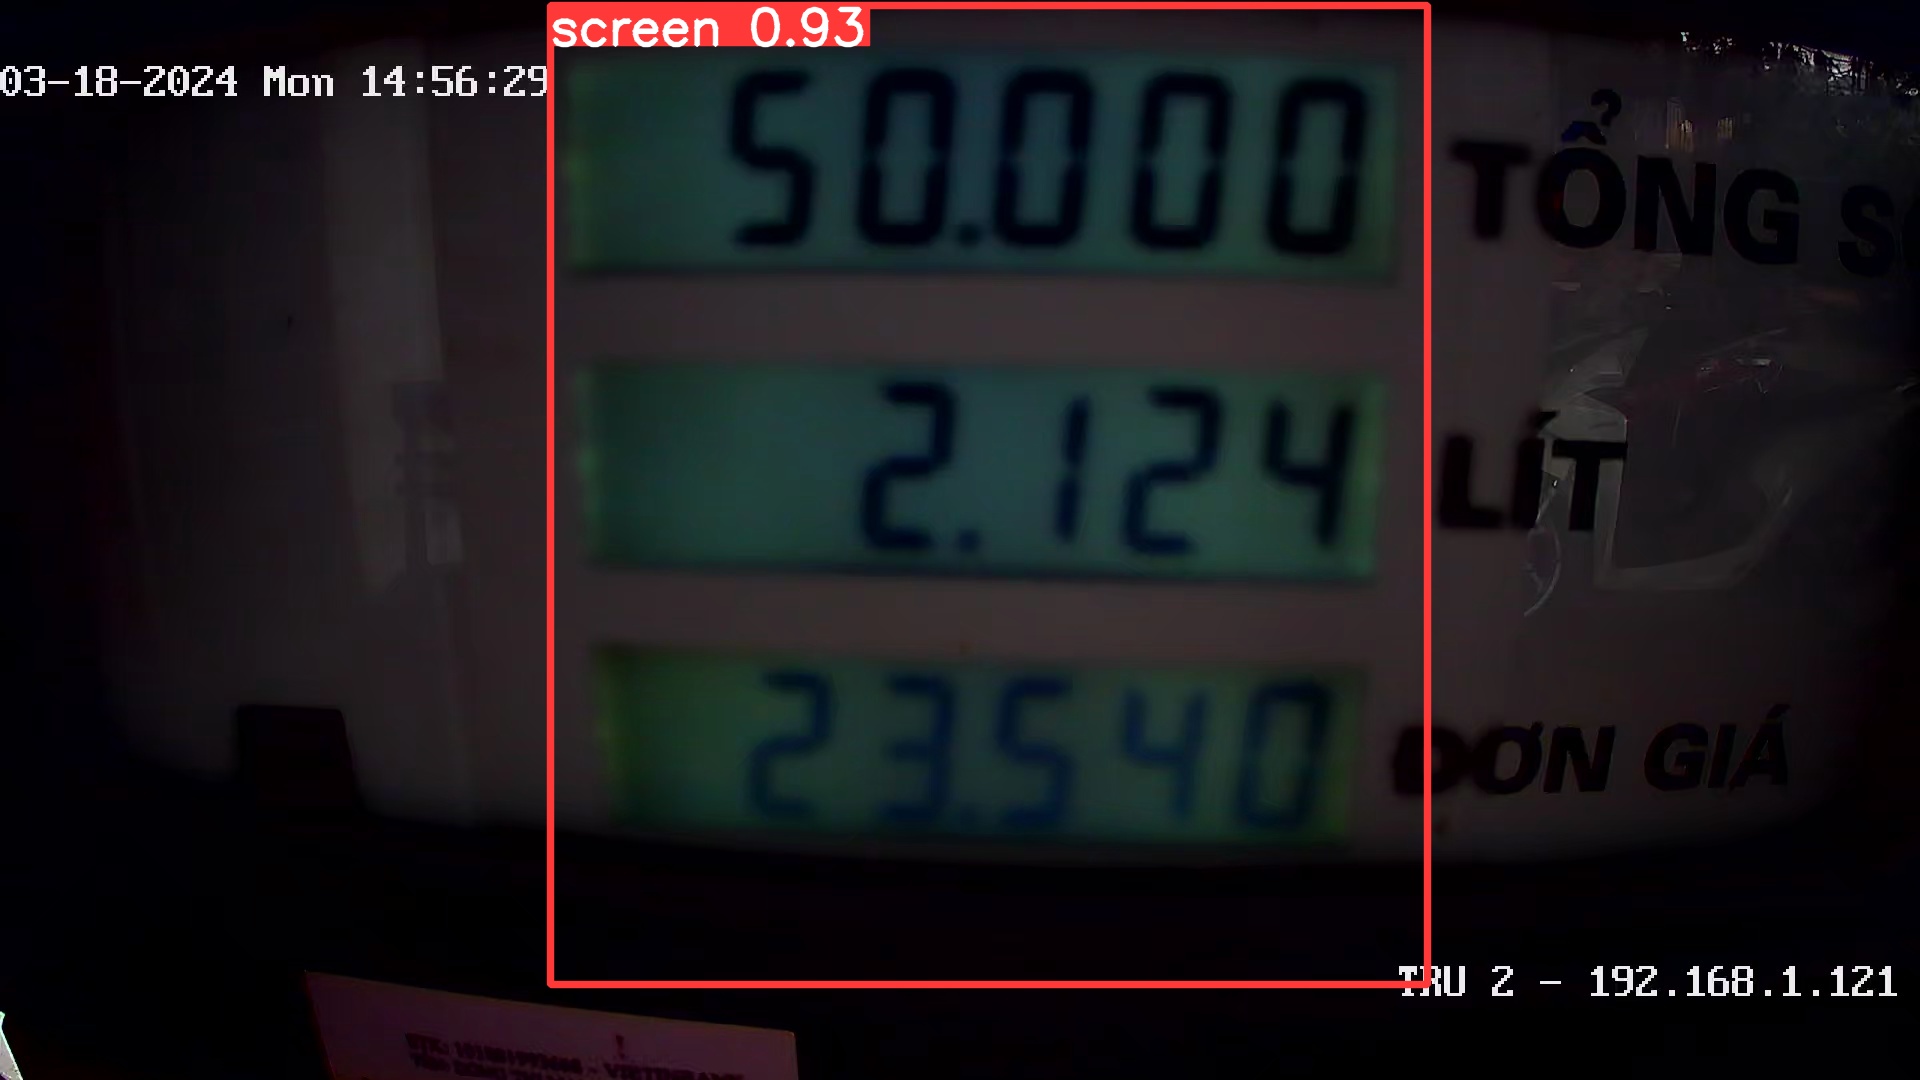 screen 0.93
03-18-2024 Mon 14:56:29
50.000
TỔNG S
2.124
LÍT
23.540
ĐƠN GIÁ
TRU 2 - 192.168.1.121